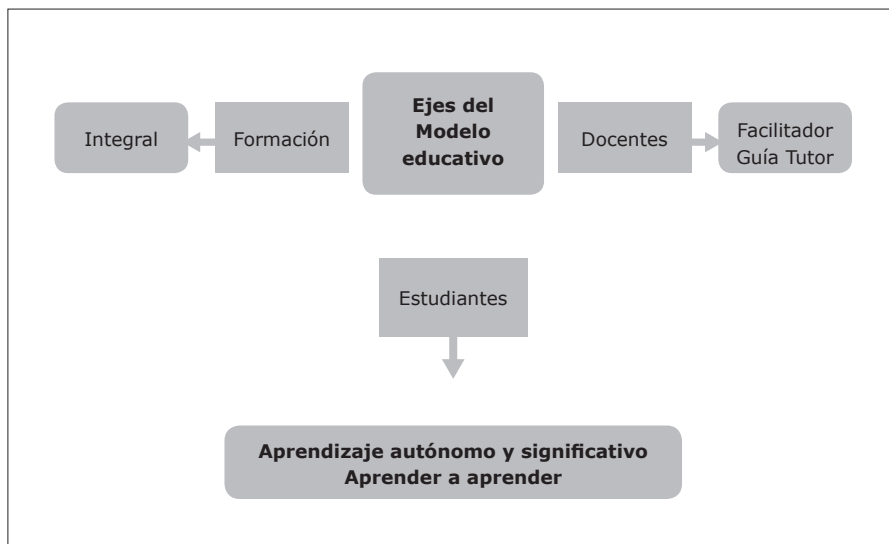 Ejes del
Modelo
educativo
Integral
Formación
Docentes
Facilitador
Guía Tutor
Estudiantes
Aprendizaje autónomo y significativo
Aprender a aprender